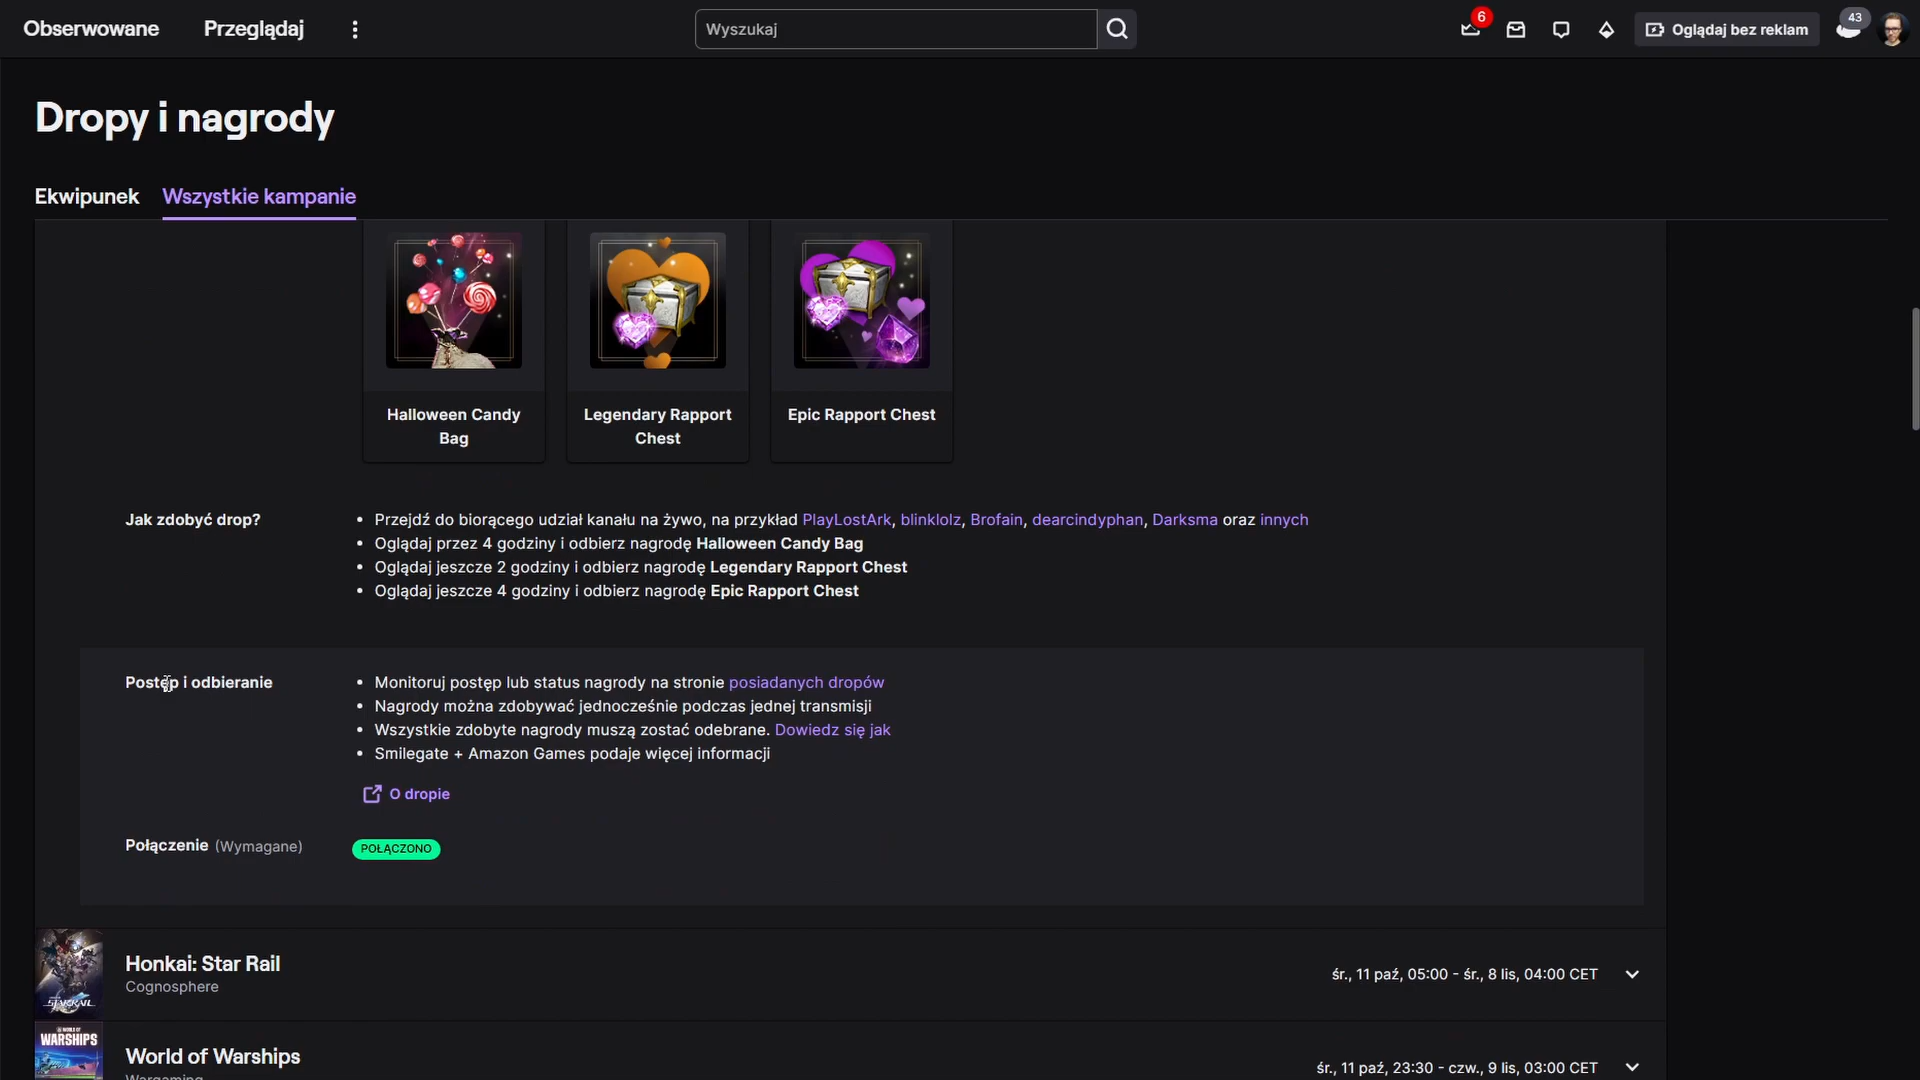 Obserwowane
Przeglądaj
Wyszukaj
6
Oglądaj bez reklam
43
Dropy i nagrody
Ekwipunek
Wszystkie kampanie
Halloween Candy
Bag
Legendary Rapport
Chest
Epic Rapport Chest
Jak zdobyć drop?
• Przejdź do biorącego udział kanału na żywo, na przykład PlayLostArk, blinklolz, Brofain, dearcindyphan, Darksma oraz innych
• Oglądaj przez 4 godziny i odbierz nagrodę Halloween Candy Bag
• Oglądaj jeszcze 2 godziny i odbierz nagrodę Legendary Rapport Chest
• Oglądaj jeszcze 4 godziny i odbierz nagrodę Epic Rapport Chest
Postęp i odbieranie
• Monitoruj postęp lub status nagrody na stronie posiadanych dropów
• Nagrody można zdobywać jednocześnie podczas jednej transmisji
• Wszystkie zdobyte nagrody muszą zostać odebrane. Dowiedz się jak
• Smilegate + Amazon Games podaje więcej informacji
O dropie
Połączenie (Wymagane)
POŁĄCZONO
STAR RAIL
Honkai: Star Rail
Cognosphere
śr., 11 paź, 05:00 - śr., 8 lis, 04:00 CET
WORLD OF
WARSHIPS
World of Warships
Wargaming
śr., 11 paź, 23:30 - czw., 9 lis, 03:00 CET